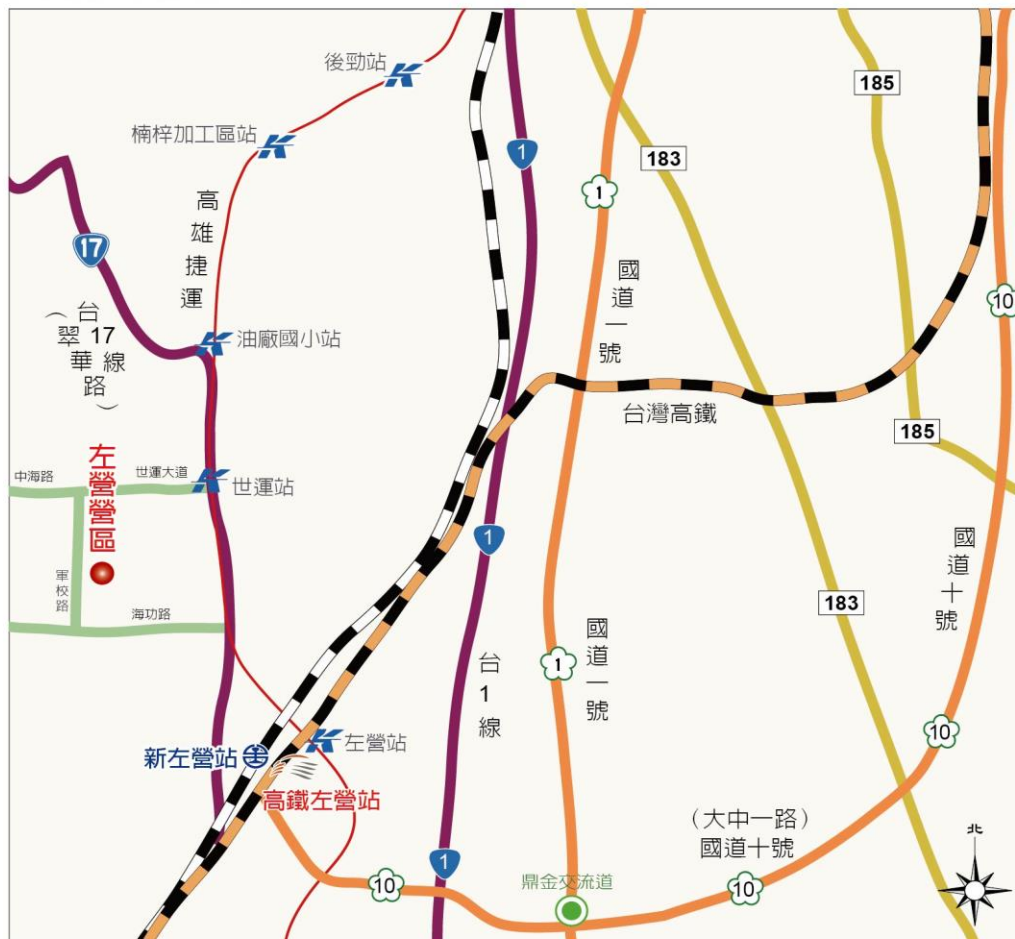 後勁站
185
楠梓加工區站
1
183
1
高雄捷運
17
國道一號
10
台17線
（翠華路）
油廠國小站
台灣高鐵
185
左營營區
中海路
世運大道
世運站
1
國道十號
軍校路
183
海功路
國道一號
1
台1線
10
新左營站
左營站
高鐵左營站
（大中一路）
國道十號
北
1
10
鼎金交流道
10